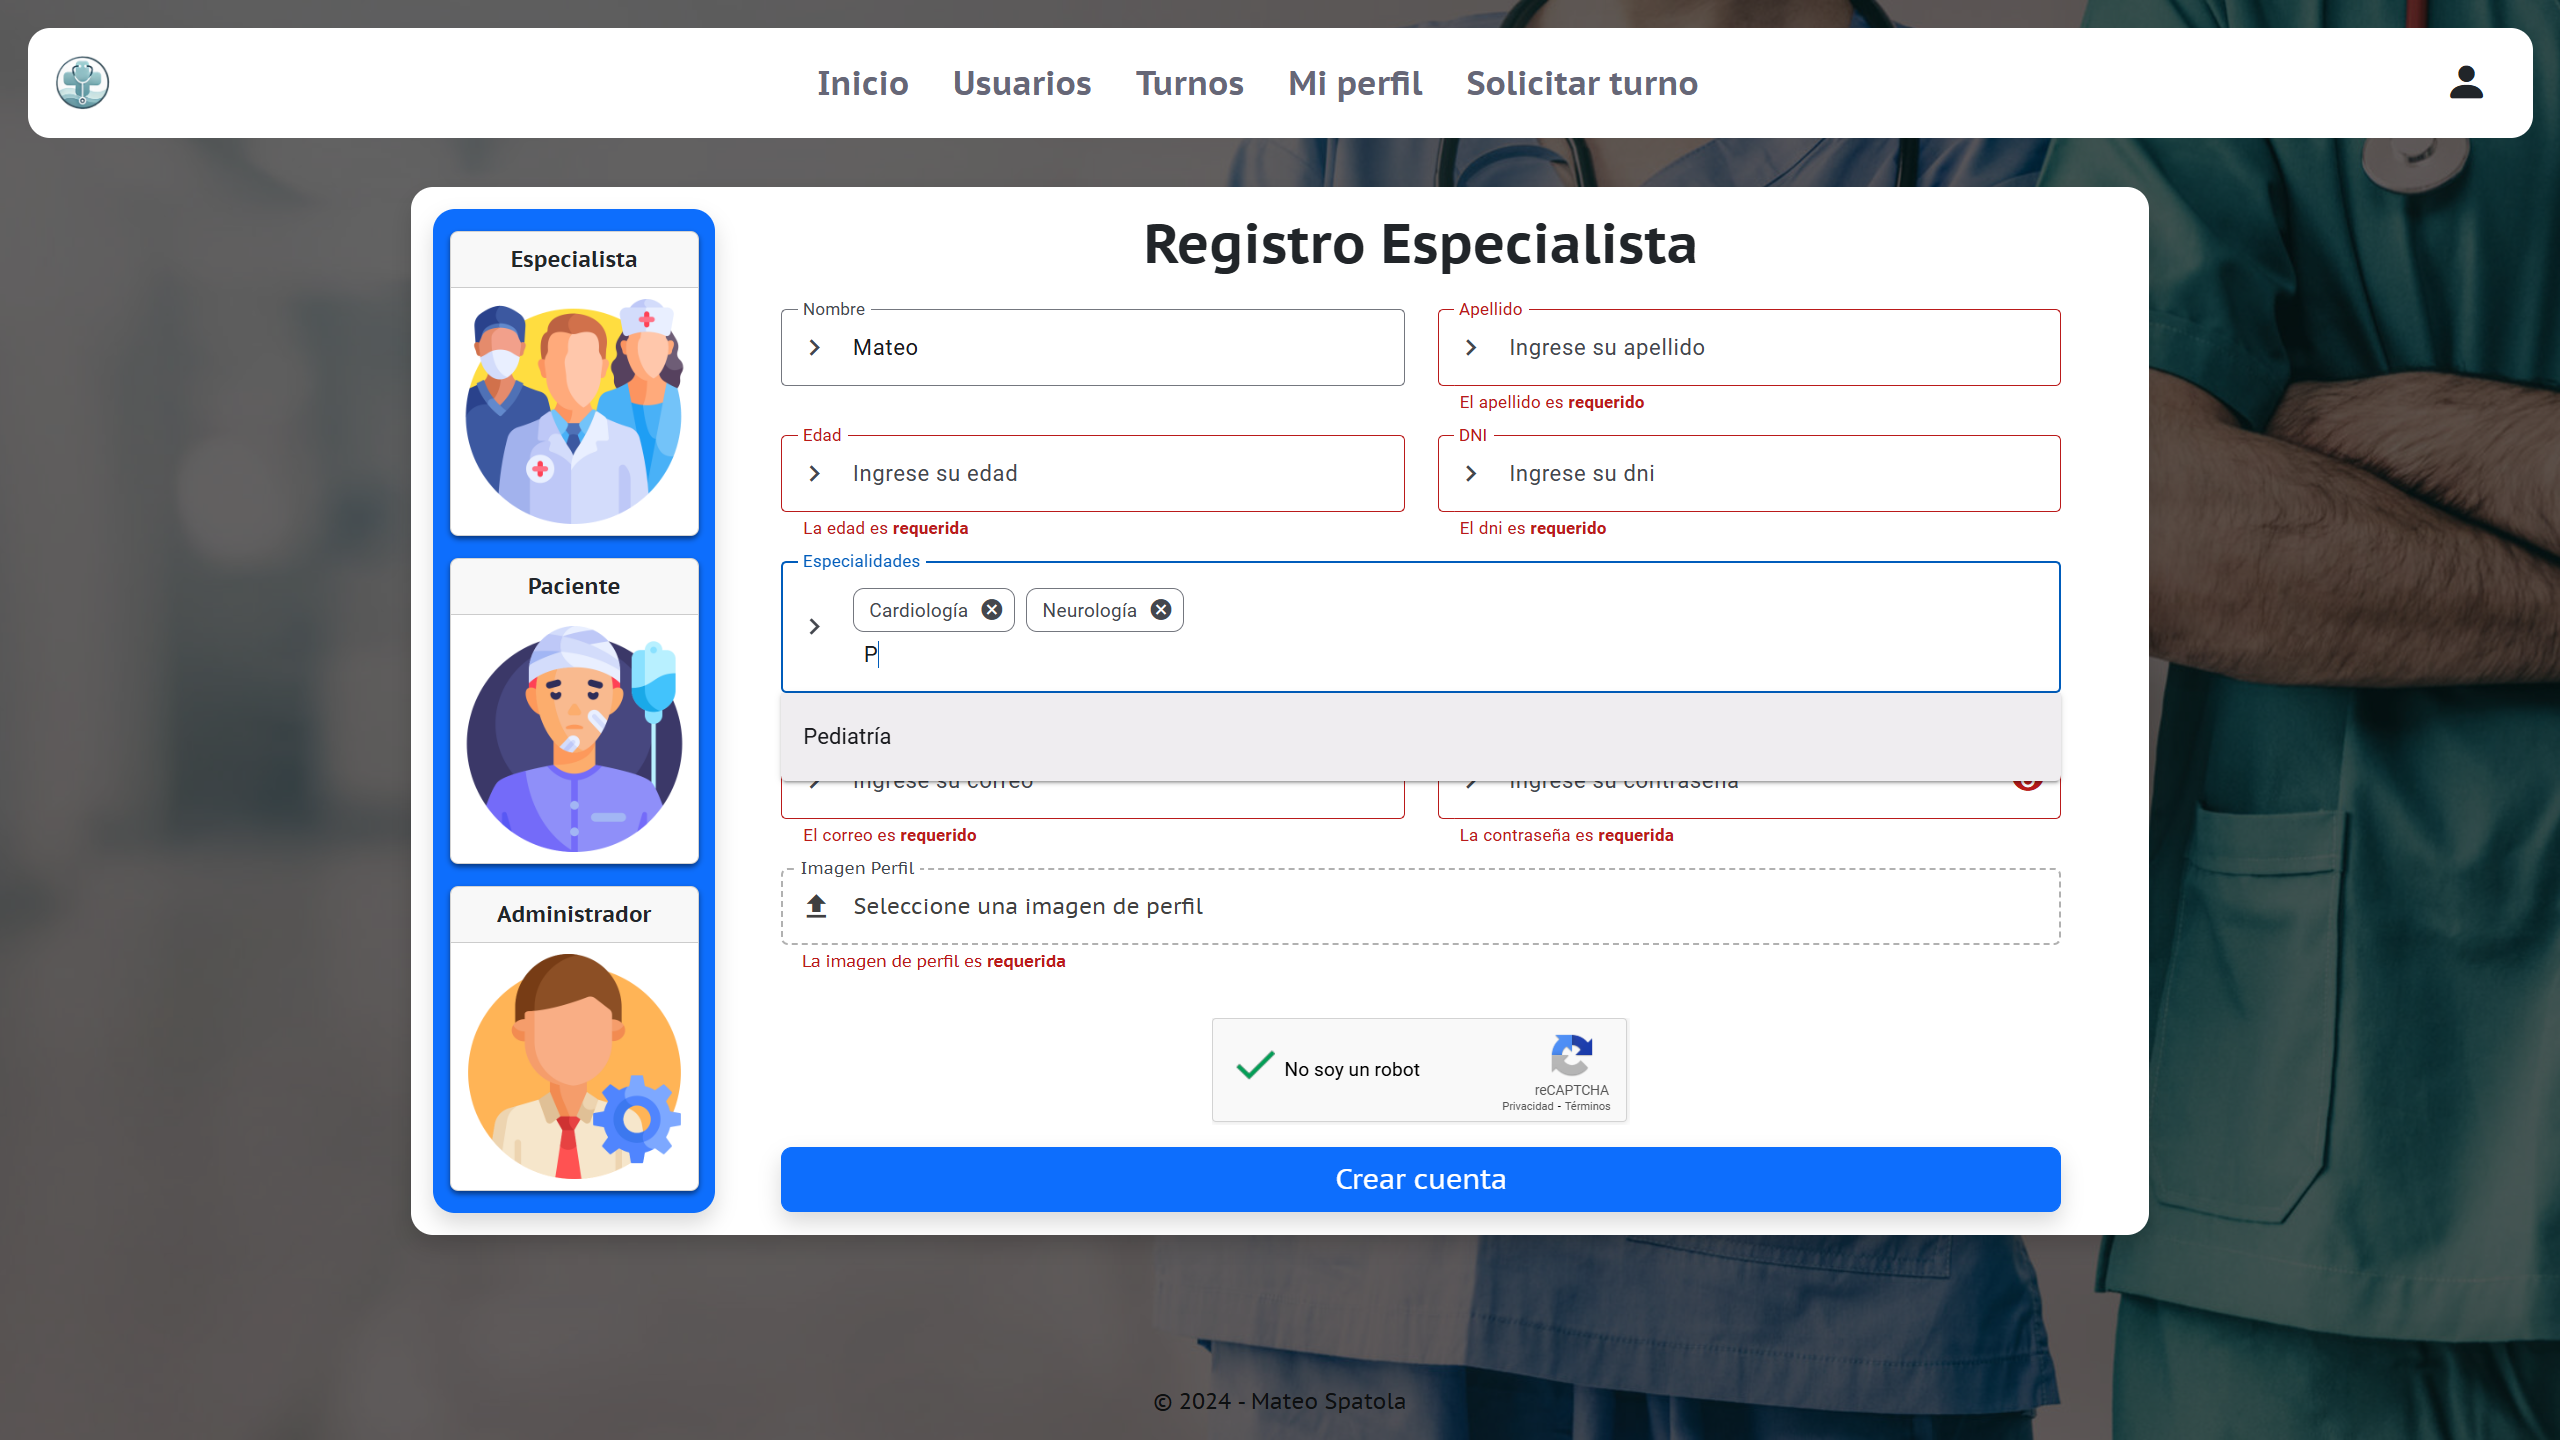 Inicio Usuarios Turnos Mi perfil Solicitar turno
Especialista
Paciente
Administrador
Registro Especialista
Nombre
Mateo
Apellido
Ingrese su apellido
El apellido es requerido
Edad
Ingrese su edad
La edad es requerida
DNI
Ingrese su dni
El dni es requerido
Especialidades
Cardiología Neurología
P
Pediatría
Ingrese su correo
El correo es requerido
Ingrese su contraseña
La contraseña es requerida
Imagen Perfil
Seleccione una imagen de perfil
La imagen de perfil es requerida
No soy un robot
reCAPTCHA
Privacidad - Términos
Crear cuenta
© 2024 - Mateo Spatola